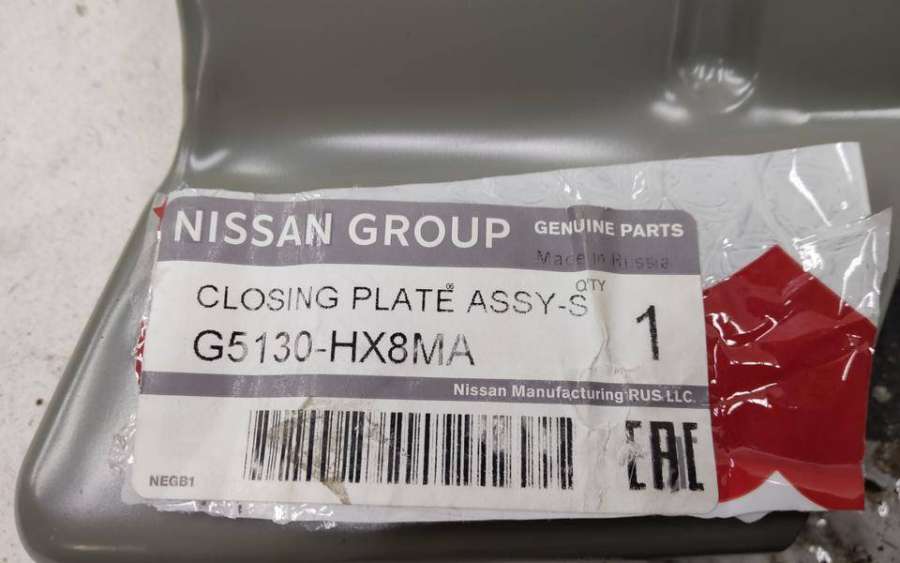 NISSAN GROUP GENUINE PARTS
Made In Russia
CLOSING PLATE ASSY-S Q'TY
G5130-HX8MA 1
Nissan Manufacturing RUS LLC.
NEGB1 EAC